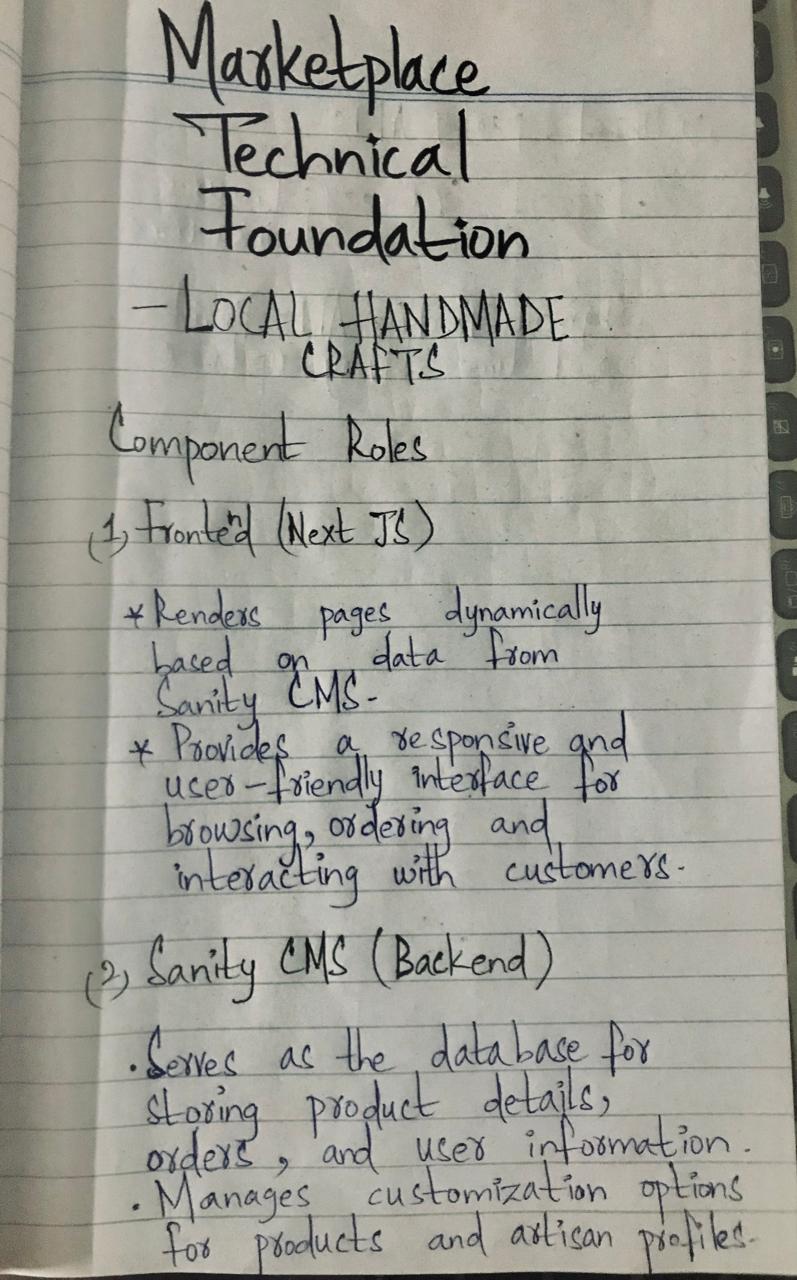 Marketplace
Technical
Foundation
- LOCAL HANDMADE
CRAFTS
Component Roles
(1) Frontend (Next JS)
* Renders pages dynamically
based on data from
Sanity CMS.
* Provides a responsive and
user-friendly interface for
browsing, ordering and
interacting with customers.
(2) Sanity CMS (Backend)
. Serves as the database for
storing product details,
orders, and user information.
. Manages customization options
for products and artisan profiles.